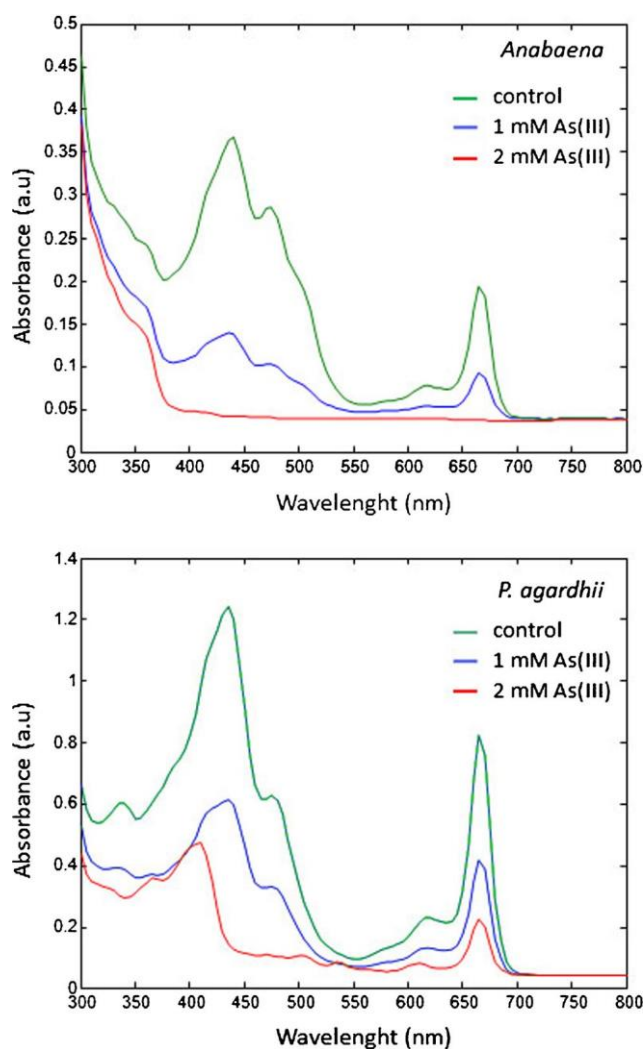 Anabaena
control
1 mM As(III)
2 mM As(III)
Absorbance (a.u)
0.5
0.45
0.4
0.35
0.3
0.25
0.2
0.15
0.1
0.05
0
300 350 400 450 500 550 600 650 700 750 800
Wavelenght (nm)
P. agardhii
control
1 mM As(III)
2 mM As(III)
Absorbance (a.u)
1.4
1.2
1
0.8
0.6
0.4
0.2
0
300 350 400 450 500 550 600 650 700 750 800
Wavelenght (nm)